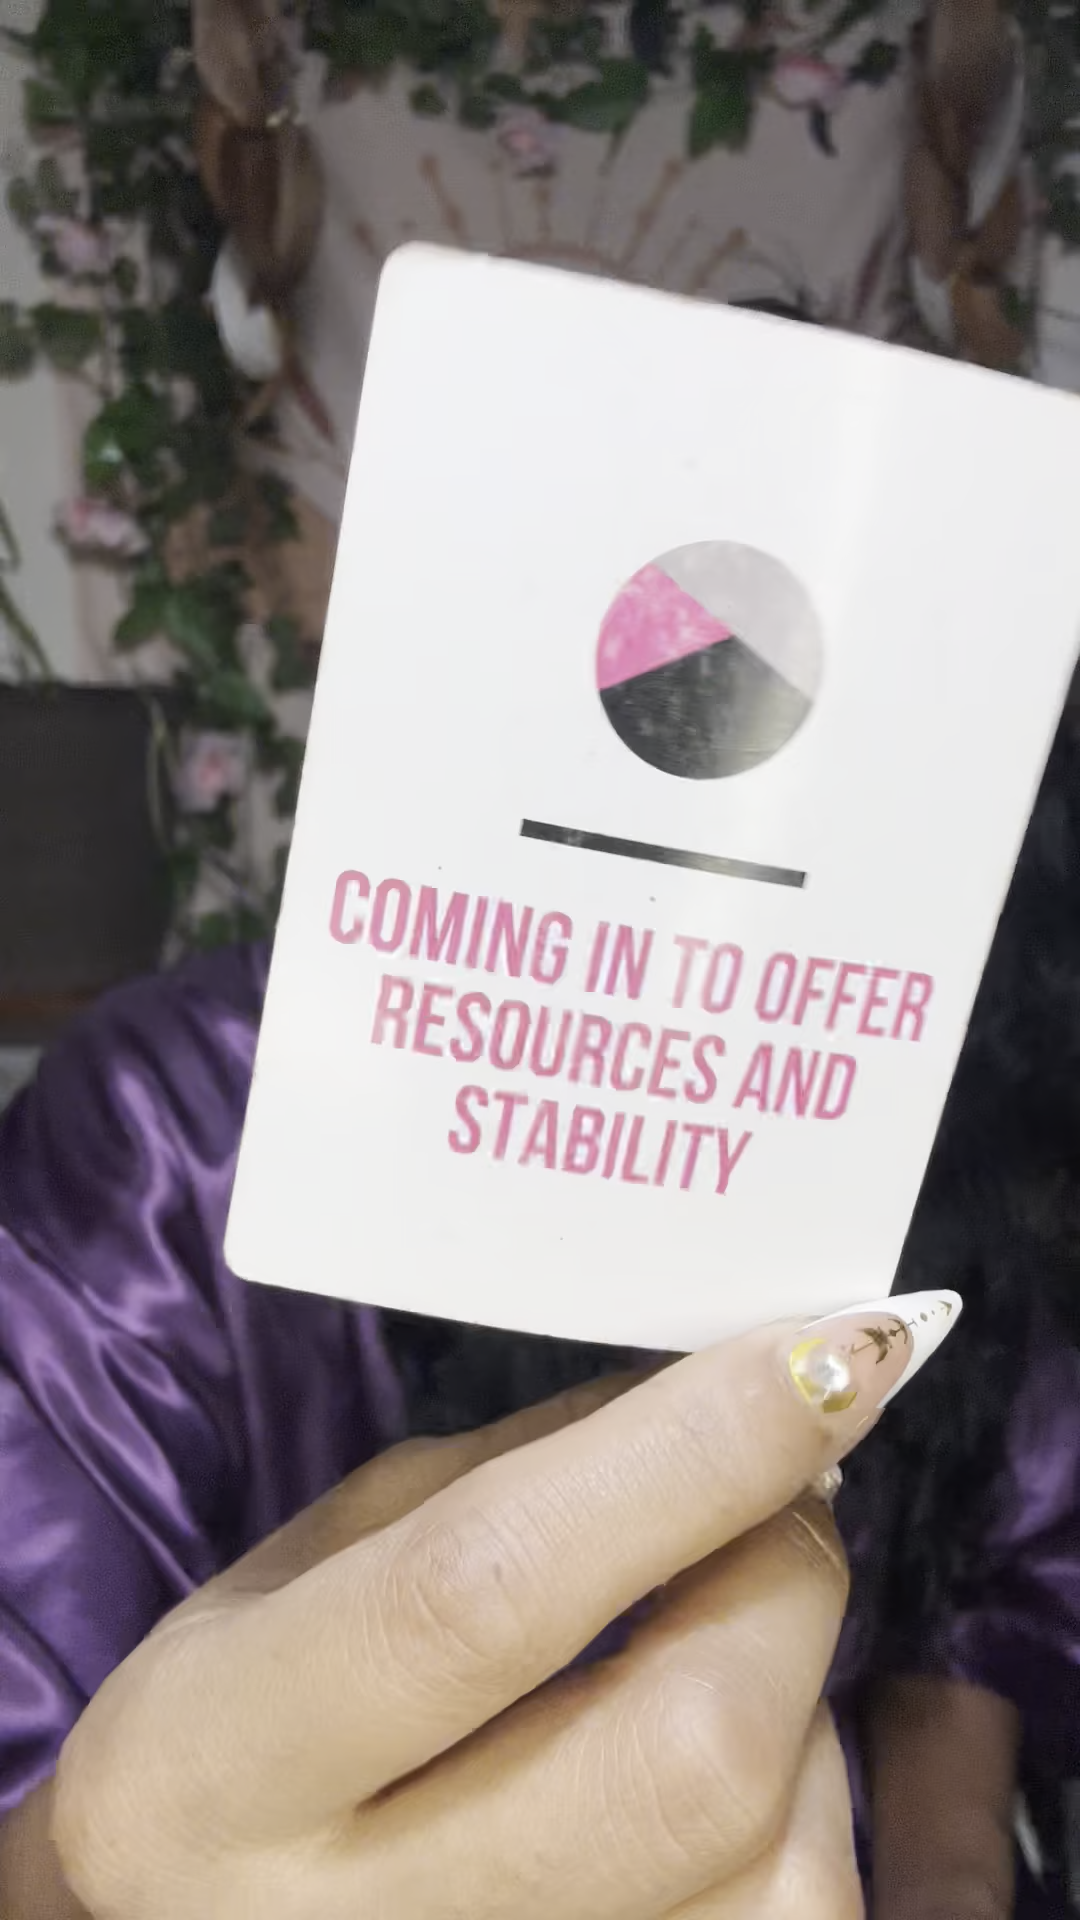 COMING IN TO OFFER
RESOURCES AND
STABILITY